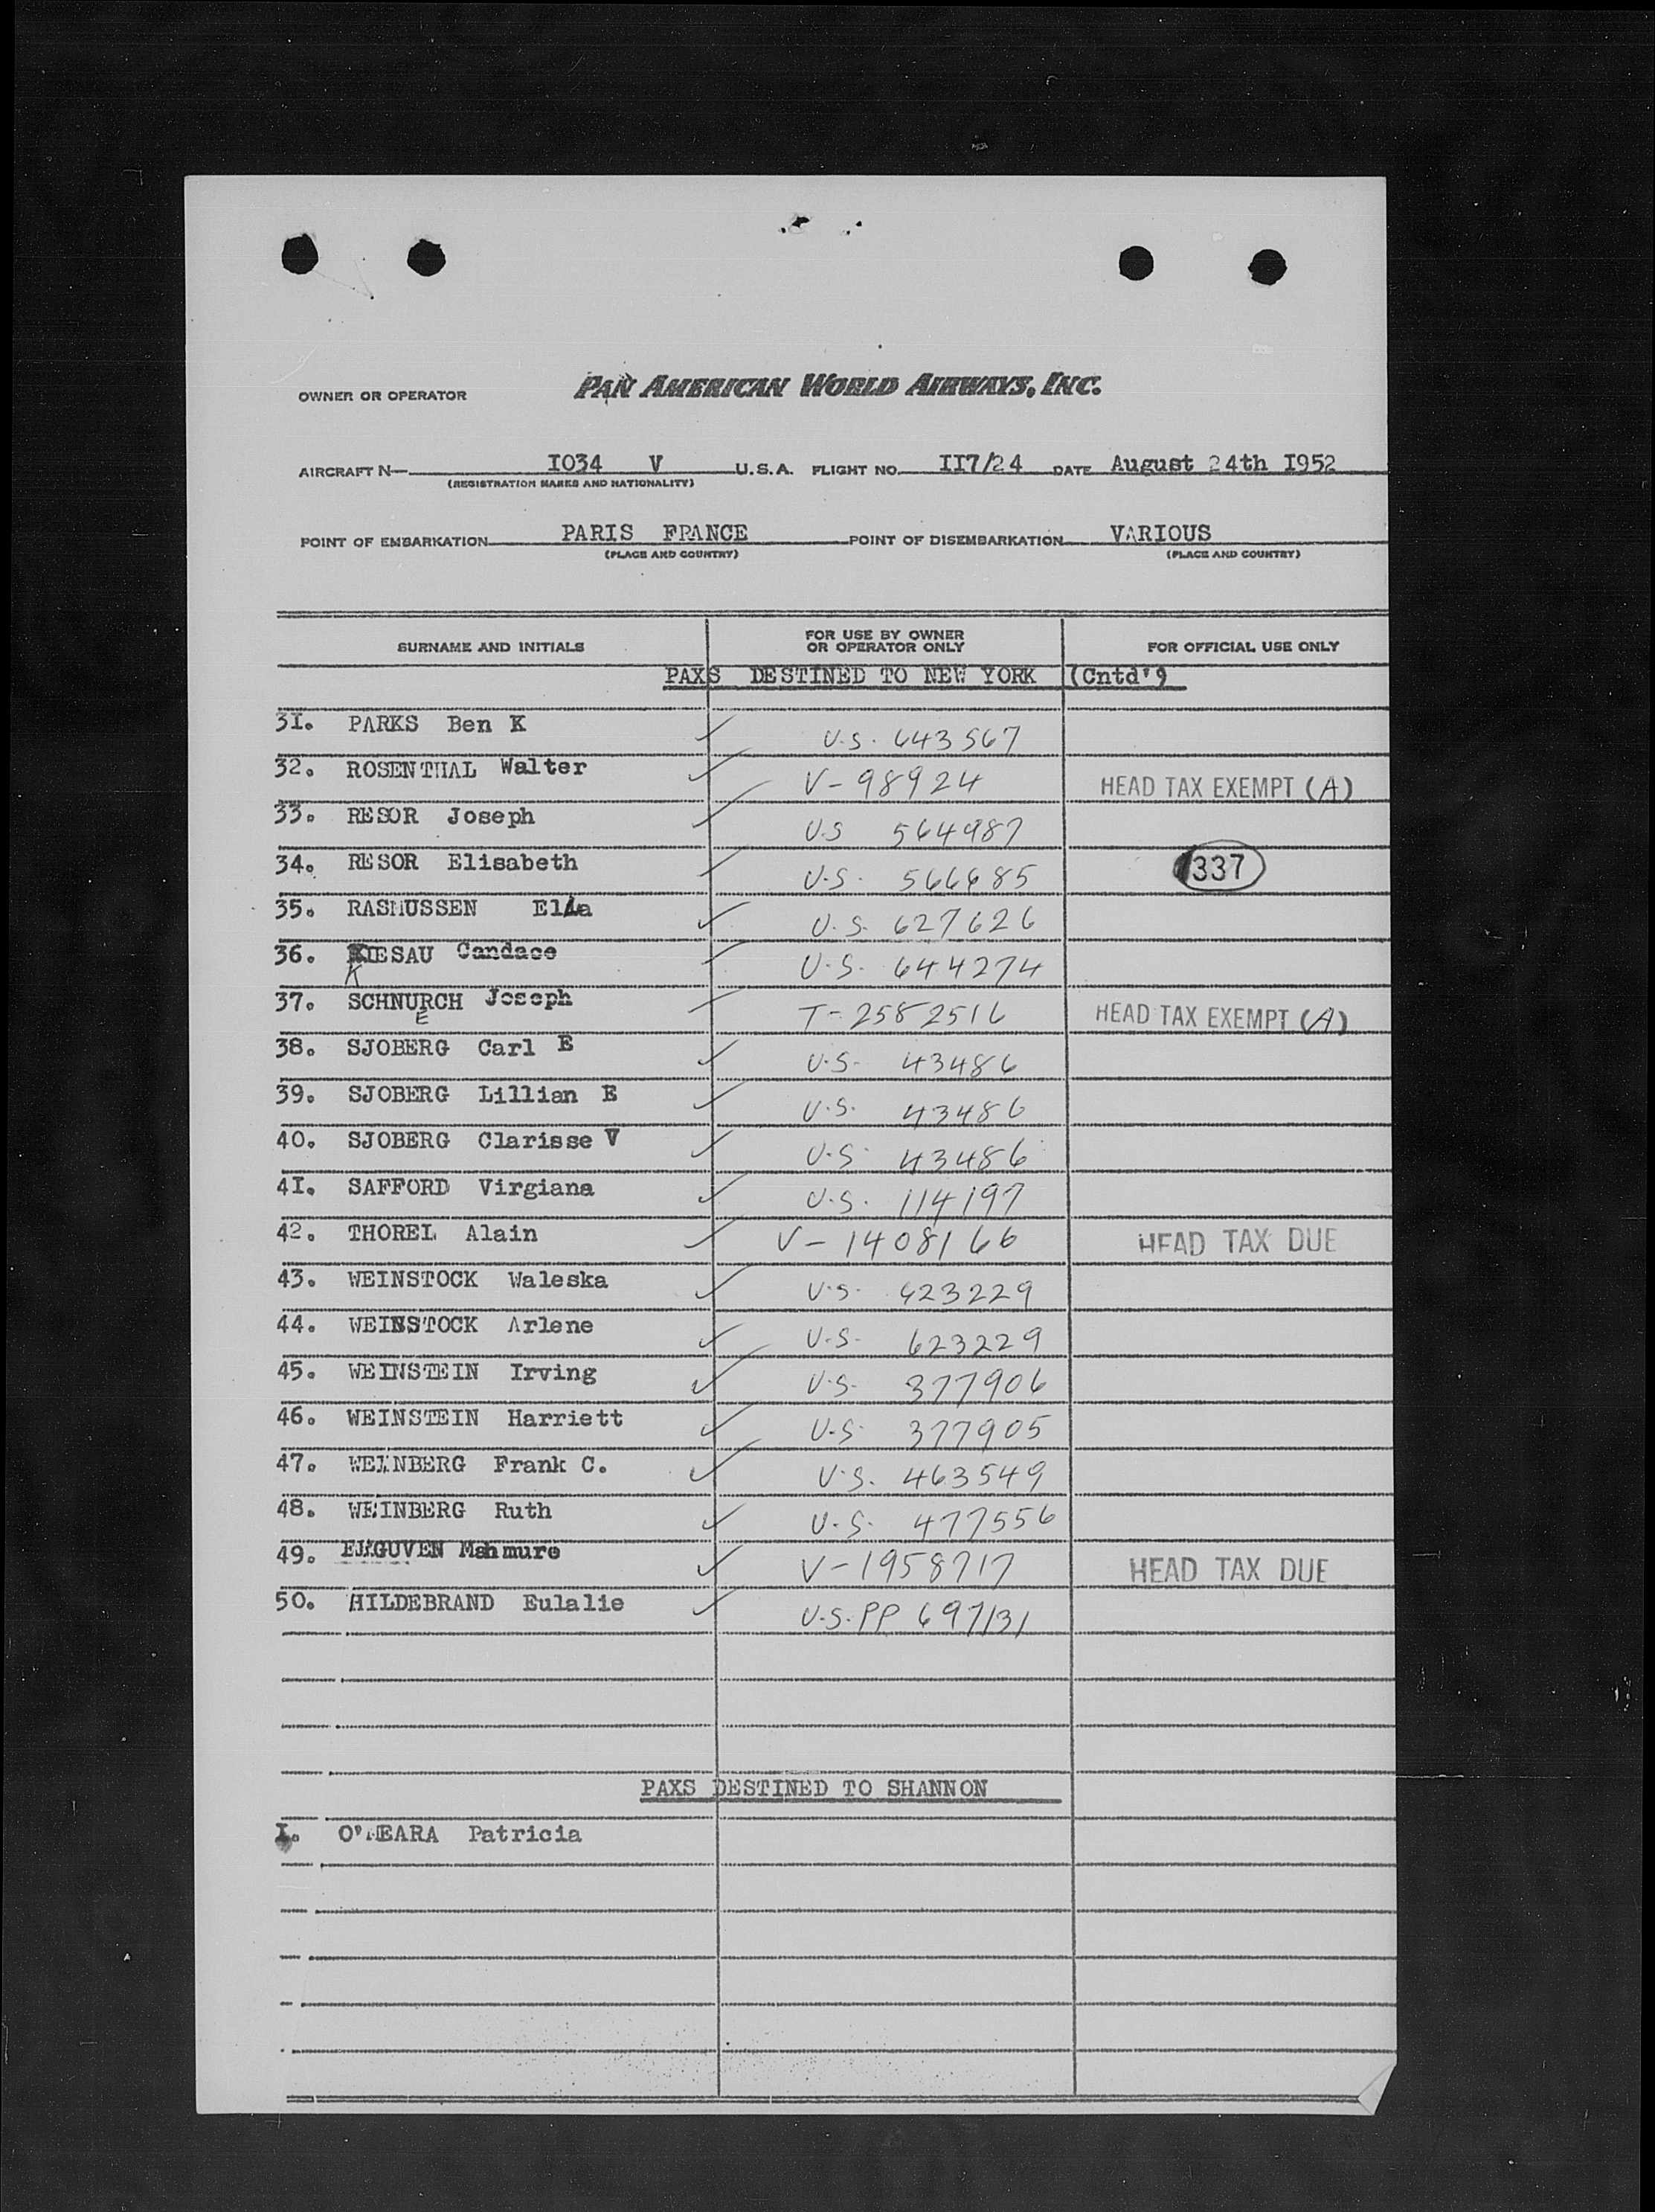 OWNER OR OPERATOR PAN AMERICAN WORLD AIRWAYS, INC.
AIRCRAFT N— I034 V U.S.A. FLIGHT NO. II7/24 DATE August 24th I952
(REGISTRATION MARKS AND NATIONALITY)
POINT OF EMBARKATION PARIS FRANCE POINT OF DISEMBARKATION VARIOUS
(PLACE AND COUNTRY) (PLACE AND COUNTRY)
SURNAME AND INITIALS FOR USE BY OWNER OR OPERATOR ONLY FOR OFFICIAL USE ONLY
PAXS DESTINED TO NEW YORK (Cntd')
3I. PARKS Ben K U.S. 643567
32. ROSENTHAL Walter V-98924 HEAD TAX EXEMPT (A)
33. RESOR Joseph U.S 564987
34. RESOR Elisabeth U.S. 566685 337
35. RASMUSSEN Ella U.S. 627626
36. KIESAU Candace U.S. 644274
K
37. SCHNURCH Joseph T-2582516 HEAD TAX EXEMPT (A)
E
38. SJOBERG Carl E U.S. 43486
39. SJOBERG Lillian E U.S. 43486
40. SJOBERG Clarisse V U.S. 43486
4I. SAFFORD Virgiana U.S. 114197
42. THOREL Alain V-1408166 HEAD TAX DUE
43. WEINSTOCK Waleska U.S. 623229
44. WEINSTOCK Arlene U.S. 623229
45. WEINSTEIN Irving U.S. 377906
46. WEINSTEIN Harriett U.S. 377905
47. WEINBERG Frank C. U.S. 463549
48. WEINBERG Ruth U.S. 477556
49. Mahmure V-1958717 HEAD TAX DUE
50. HILDEBRAND Eulalie U.S. PP 697131
PAXS DESTINED TO SHANNON
I. O'MEARA Patricia